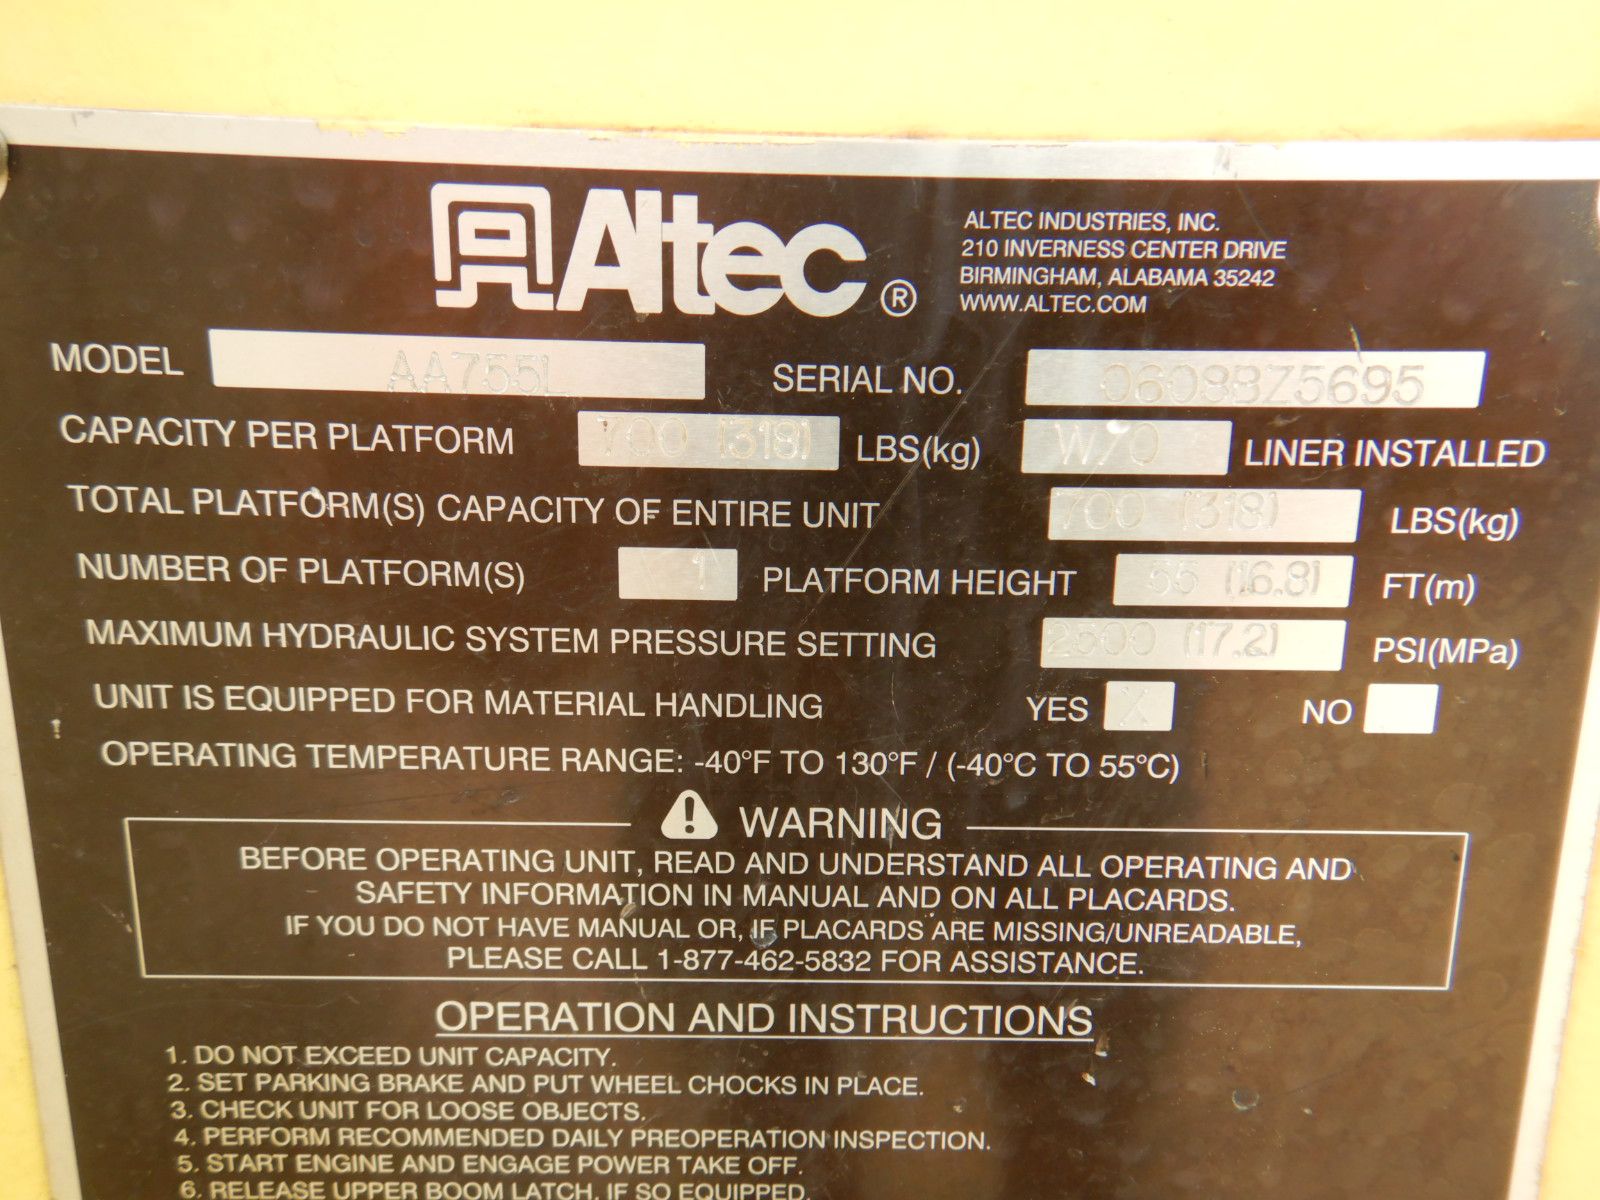 Altec®
ALTEC INDUSTRIES, INC.
210 INVERNESS CENTER DRIVE
BIRMINGHAM, ALABAMA 35242
WWW.ALTEC.COM
MODEL AA755L SERIAL NO. 0608BZ5695
CAPACITY PER PLATFORM 700 (318) LBS(kg) W/O LINER INSTALLED
TOTAL PLATFORM(S) CAPACITY OF ENTIRE UNIT 700 (318) LBS(kg)
NUMBER OF PLATFORM(S) 1 PLATFORM HEIGHT 55 (16.8) FT(m)
MAXIMUM HYDRAULIC SYSTEM PRESSURE SETTING 2500 (17.2) PSI(MPa)
UNIT IS EQUIPPED FOR MATERIAL HANDLING YES X NO
OPERATING TEMPERATURE RANGE: -40°F TO 130°F / (-40°C TO 55°C)
WARNING
BEFORE OPERATING UNIT, READ AND UNDERSTAND ALL OPERATING AND
SAFETY INFORMATION IN MANUAL AND ON ALL PLACARDS.
IF YOU DO NOT HAVE MANUAL OR, IF PLACARDS ARE MISSING/UNREADABLE,
PLEASE CALL 1-877-462-5832 FOR ASSISTANCE.
OPERATION AND INSTRUCTIONS
1. DO NOT EXCEED UNIT CAPACITY.
2. SET PARKING BRAKE AND PUT WHEEL CHOCKS IN PLACE.
3. CHECK UNIT FOR LOOSE OBJECTS.
4. PERFORM RECOMMENDED DAILY PREOPERATION INSPECTION.
5. START ENGINE AND ENGAGE POWER TAKE OFF.
6. RELEASE UPPER BOOM LATCH, IF SO EQUIPPED.